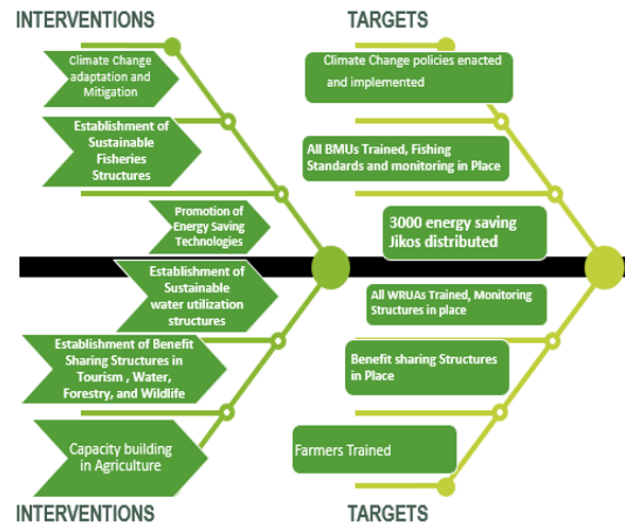 INTERVENTIONS
TARGETS
Climate Change
adaptation and
Mitigation
Climate Change policies enacted
and implemented
Establishment of
Sustainable
Fisheries
Structures
All BMUs Trained, Fishing
Standards and monitoring in Place
Promotion of
Energy Saving
Technologies
3000 energy saving
Jikos distributed
Establishment of
Sustainable
water utilization
structures
All WRUAs Trained, Monitoring
Structures in place
Establishment of Benefit
Sharing Structures in
Tourism , Water,
Forestry, and Wildlife
Benefit sharing Structures
in Place
Capacity building
in Agriculture
Farmers Trained
INTERVENTIONS
TARGETS